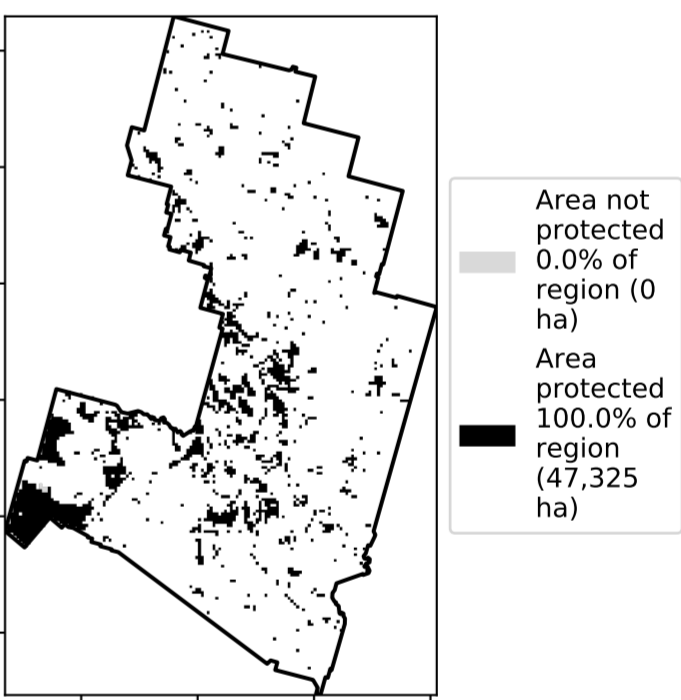 Area not
protected
0.0% of
region (0
ha)
Area
protected
100.0% of
region
(47,325
ha)